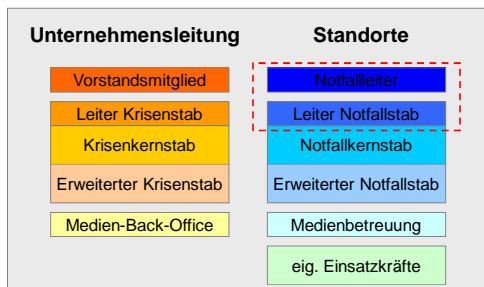 Unternehmensleitung
Vorstandsmitglied
Leiter Krisenstab
Krisenkernstab
Erweiterter Krisenstab
Medien-Back-Office
Standorte
Notfallleiter
Leiter Notfallstab
Notfallkernstab
Erweiterter Notfallstab
Medienbetreuung
eig. Einsatzkräfte